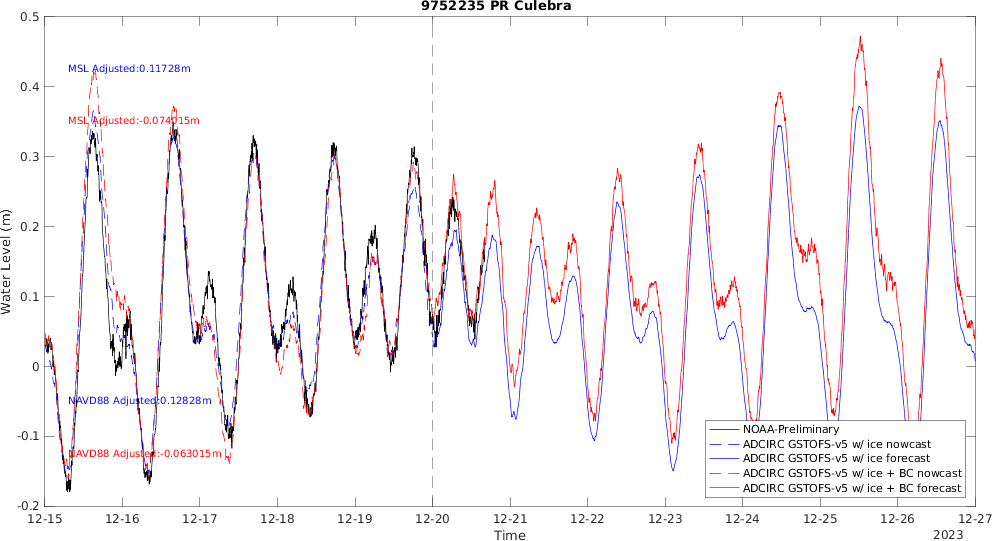 9752235 PR Culebra
0.5
0.4
0.3
0.2
0.1
0
-0.1
-0.2
Water Level (m)
MSL Adjusted:0.11728m
MSL Adjusted:-0.074015m
NAVD88 Adjusted:0.12828m
NAVD88 Adjusted:-0.063015m
NOAA-Preliminary
ADCIRC GSTOFS-v5 w/ ice nowcast
ADCIRC GSTOFS-v5 w/ ice forecast
ADCIRC GSTOFS-v5 w/ ice + BC nowcast
ADCIRC GSTOFS-v5 w/ ice + BC forecast
12-15 12-16 12-17 12-18 12-19 12-20 12-21 12-22 12-23 12-24 12-25 12-26 12-27
Time
2023